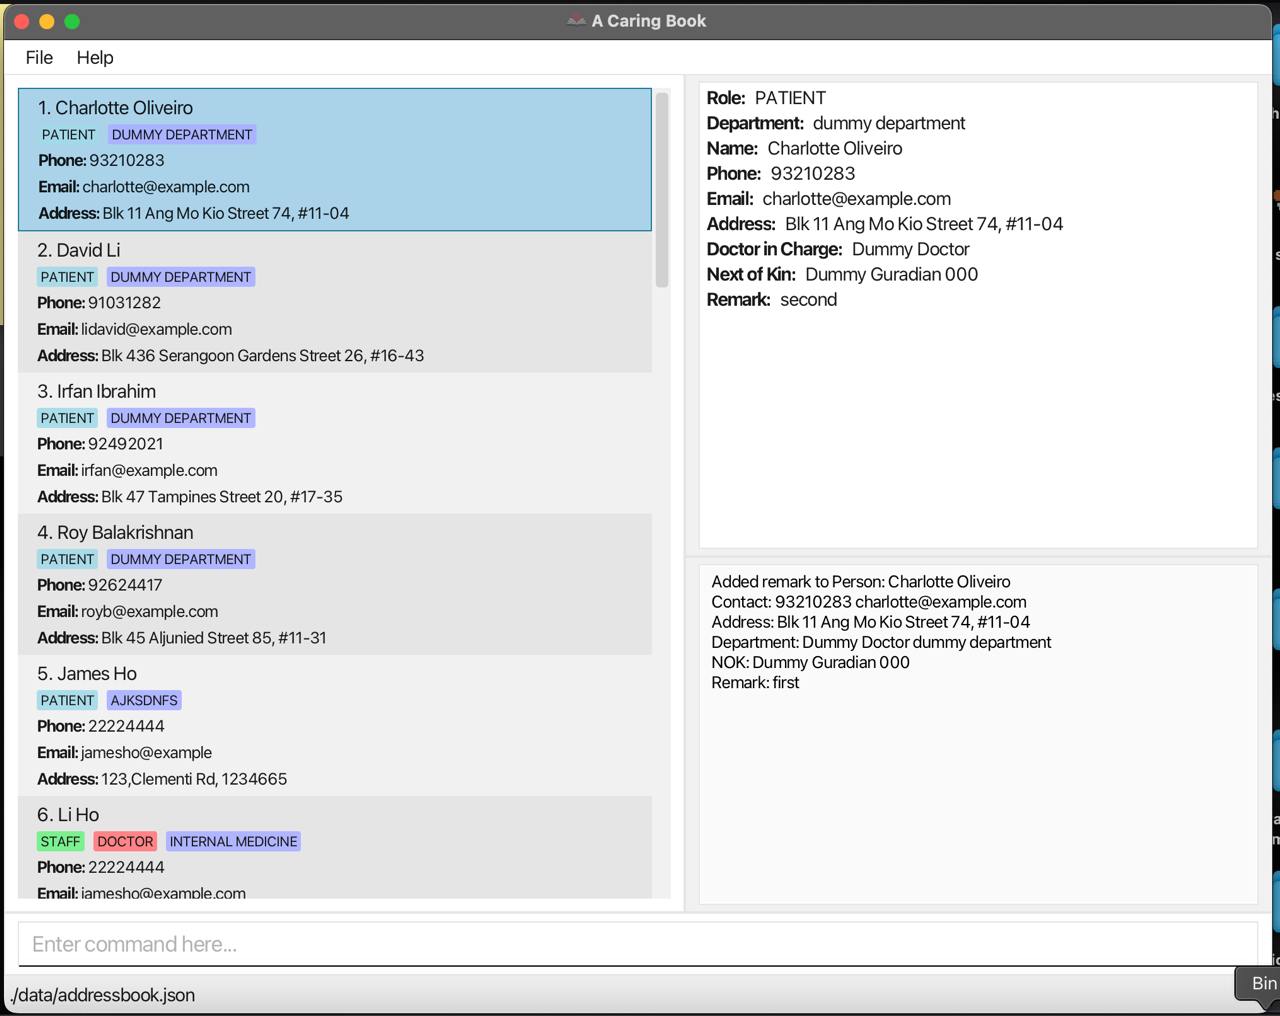 A Caring Book
File Help
1. Charlotte Oliveiro
PATIENT DUMMY DEPARTMENT
Phone: 93210283
Email: charlotte@example.com
Address: Blk 11 Ang Mo Kio Street 74, #11-04
2. David Li
PATIENT DUMMY DEPARTMENT
Phone: 91031282
Email: lidavid@example.com
Address: Blk 436 Serangoon Gardens Street 26, #16-43
3. Irfan Ibrahim
PATIENT DUMMY DEPARTMENT
Phone: 92492021
Email: irfan@example.com
Address: Blk 47 Tampines Street 20, #17-35
4. Roy Balakrishnan
PATIENT DUMMY DEPARTMENT
Phone: 92624417
Email: royb@example.com
Address: Blk 45 Aljunied Street 85, #11-31
5. James Ho
PATIENT AJKSDNFS
Phone: 22224444
Email: jamesho@example
Address: 123,Clementi Rd, 1234665
6. Li Ho
STAFF DOCTOR INTERNAL MEDICINE
Phone: 22224444
Email: jamesho@example.com
Role: PATIENT
Department: dummy department
Name: Charlotte Oliveiro
Phone: 93210283
Email: charlotte@example.com
Address: Blk 11 Ang Mo Kio Street 74, #11-04
Doctor in Charge: Dummy Doctor
Next of Kin: Dummy Guradian 000
Remark: second
Added remark to Person: Charlotte Oliveiro
Contact: 93210283 charlotte@example.com
Address: Blk 11 Ang Mo Kio Street 74, #11-04
Department: Dummy Doctor dummy department
NOK: Dummy Guradian 000
Remark: first
Enter command here...
./data/addressbook.json
Bin